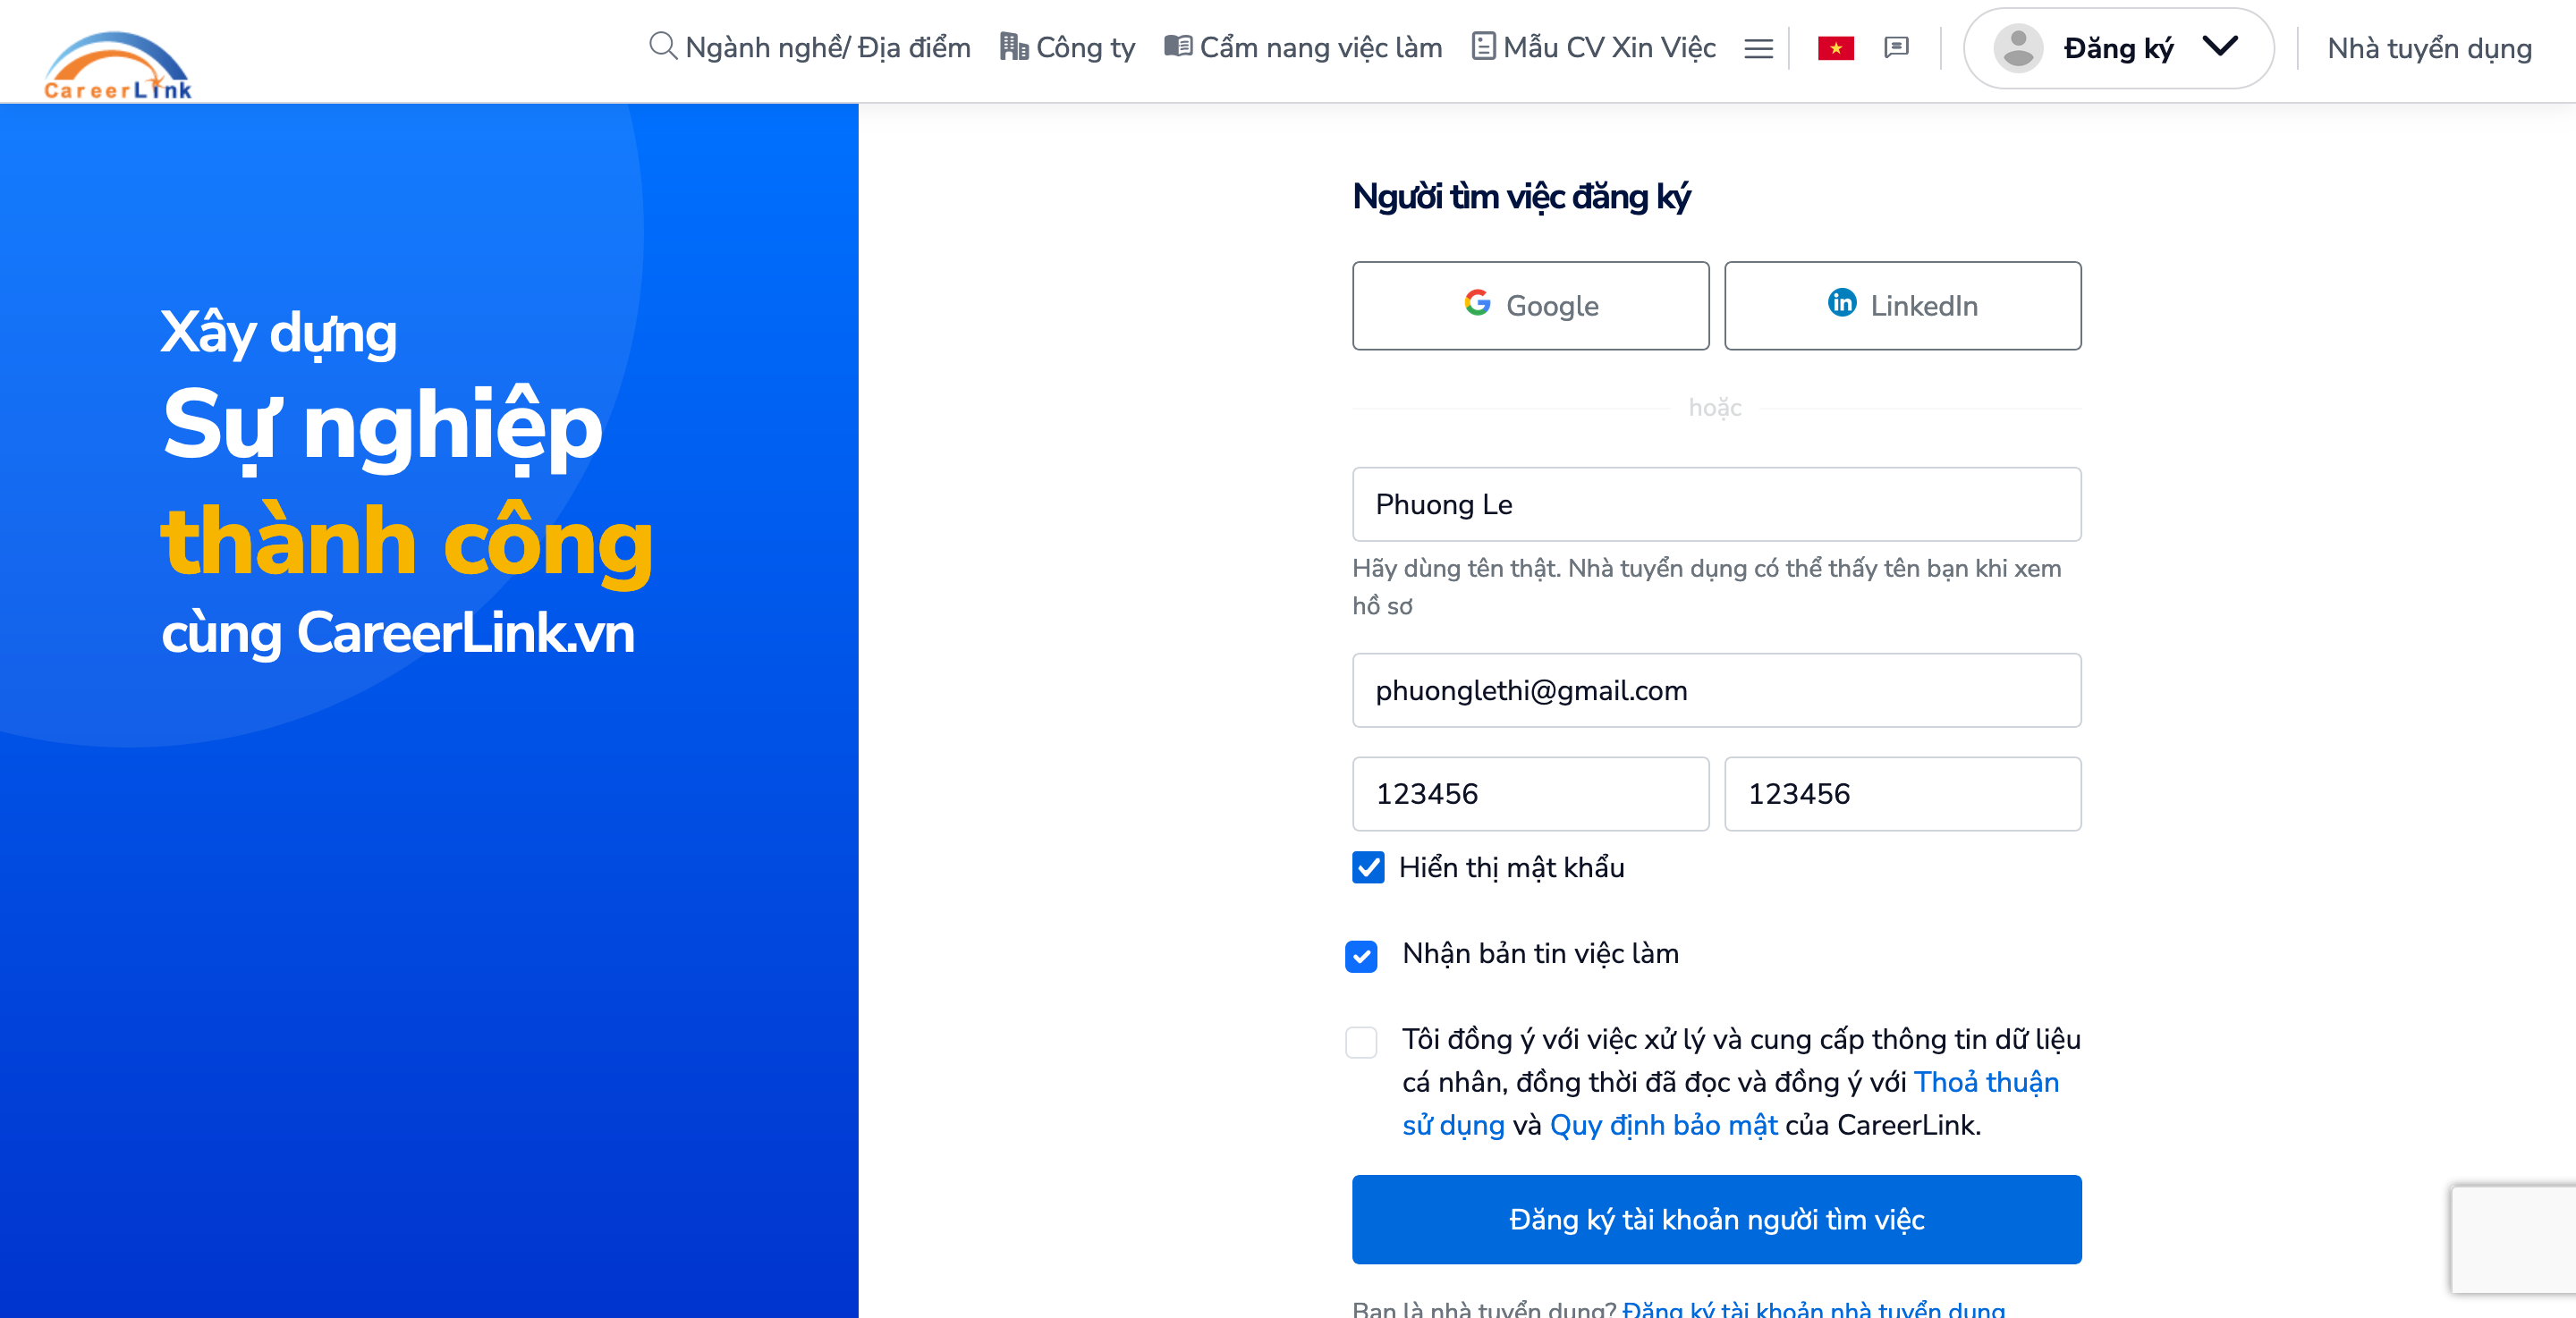 CareerLink
Ngành nghề/ Địa điểm
Công ty
Cẩm nang việc làm
Mẫu CV Xin Việc
Đăng ký
Nhà tuyển dụng
Xây dựng
Sự nghiệp
thành công
cùng CareerLink.vn
Người tìm việc đăng ký
Google
LinkedIn
hoặc
Phuong Le
Hãy dùng tên thật. Nhà tuyển dụng có thể thấy tên bạn khi xem
hồ sơ
phuonglethi@gmail.com
123456
123456
Hiển thị mật khẩu
Nhận bản tin việc làm
Tôi đồng ý với việc xử lý và cung cấp thông tin dữ liệu
cá nhân, đồng thời đã đọc và đồng ý với Thoả thuận
sử dụng và Quy định bảo mật của CareerLink.
Đăng ký tài khoản người tìm việc
Bạn là nhà tuyển dụng? Đăng ký tài khoản nhà tuyển dụng